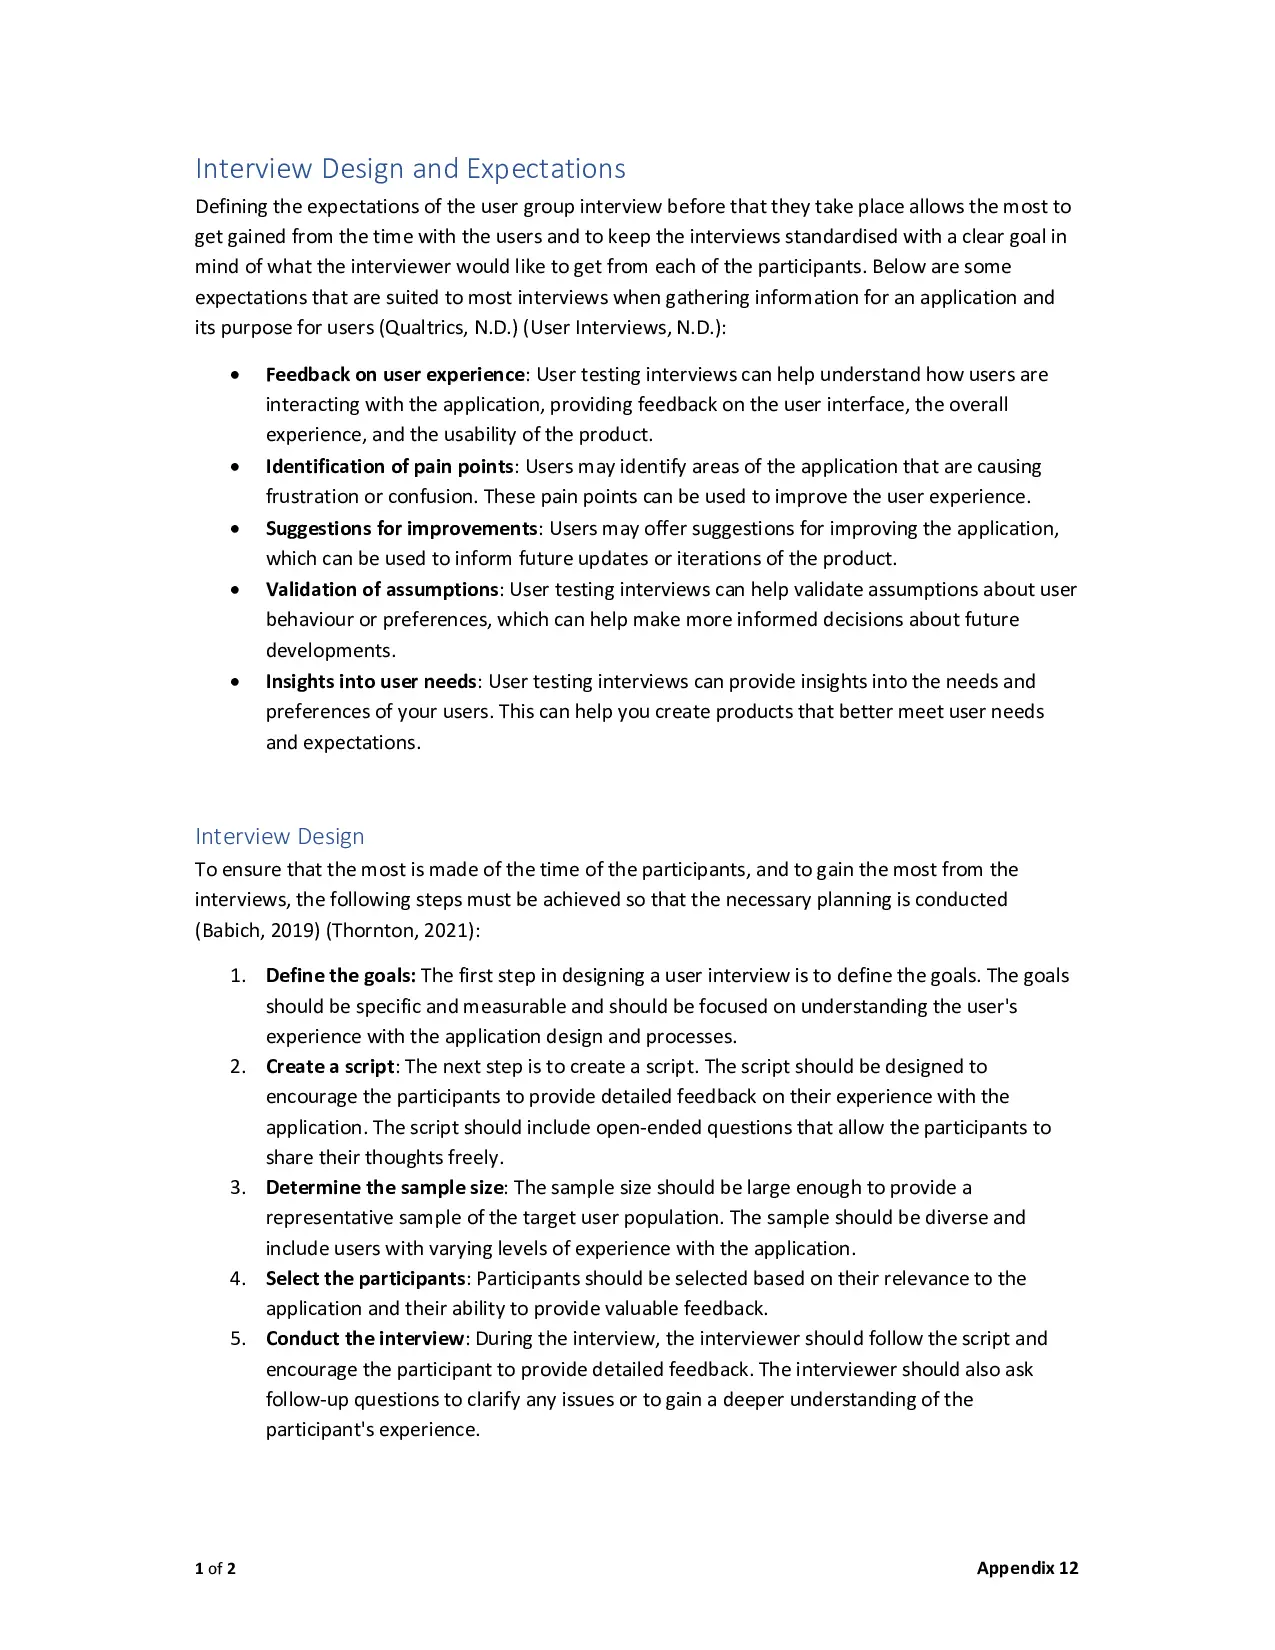 Interview Design and Expectations
Defining the expectations of the user group interview before that they take place allows the most to
get gained from the time with the users and to keep the interviews standardised with a clear goal in
mind of what the interviewer would like to get from each of the participants. Below are some
expectations that are suited to most interviews when gathering information for an application and
its purpose for users (Qualtrics, N.D.) (User Interviews, N.D.):
• Feedback on user experience: User testing interviews can help understand how users are
interacting with the application, providing feedback on the user interface, the overall
experience, and the usability of the product.
• Identification of pain points: Users may identify areas of the application that are causing
frustration or confusion. These pain points can be used to improve the user experience.
• Suggestions for improvements: Users may offer suggestions for improving the application,
which can be used to inform future updates or iterations of the product.
• Validation of assumptions: User testing interviews can help validate assumptions about user
behaviour or preferences, which can help make more informed decisions about future
developments.
• Insights into user needs: User testing interviews can provide insights into the needs and
preferences of your users. This can help you create products that better meet user needs
and expectations.
Interview Design
To ensure that the most is made of the time of the participants, and to gain the most from the
interviews, the following steps must be achieved so that the necessary planning is conducted
(Babich, 2019) (Thornton, 2021):
1. Define the goals: The first step in designing a user interview is to define the goals. The goals
should be specific and measurable and should be focused on understanding the user's
experience with the application design and processes.
2. Create a script: The next step is to create a script. The script should be designed to
encourage the participants to provide detailed feedback on their experience with the
application. The script should include open-ended questions that allow the participants to
share their thoughts freely.
3. Determine the sample size: The sample size should be large enough to provide a
representative sample of the target user population. The sample should be diverse and
include users with varying levels of experience with the application.
4. Select the participants: Participants should be selected based on their relevance to the
application and their ability to provide valuable feedback.
5. Conduct the interview: During the interview, the interviewer should follow the script and
encourage the participant to provide detailed feedback. The interviewer should also ask
follow-up questions to clarify any issues or to gain a deeper understanding of the
participant's experience.
1 of 2 Appendix 12